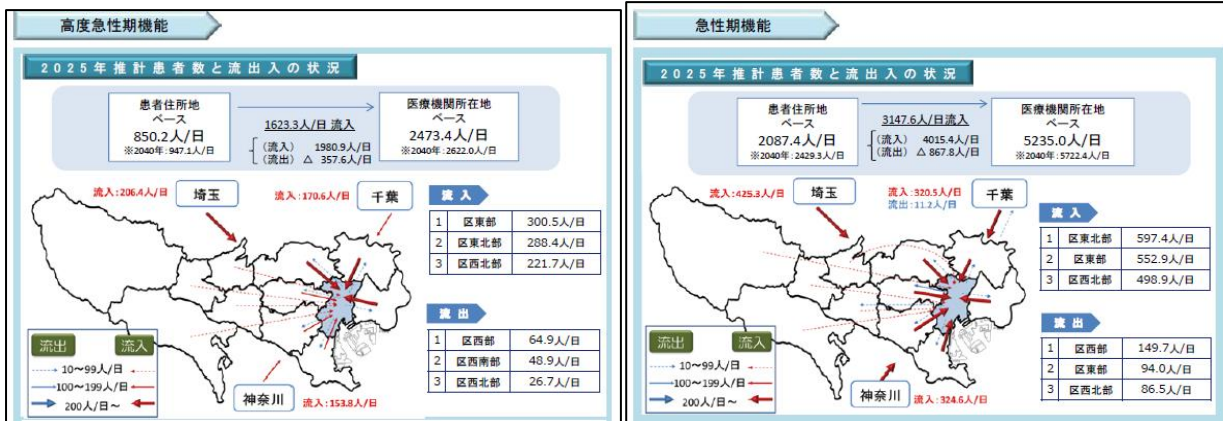 高度急性期機能
2025年推計患者数と流出入の状況
患者住所地
ベース
850.2人/日
※2040年:947.1人/日
1623.3人/日 流入
(流入) 1980.9人/日
(流出) △ 357.6人/日
医療機関所在地
ベース
2473.4人/日
※2040年:2622.0人/日
流入:206.4人/日
埼玉
流入:170.6人/日
千葉
流入
1 区東部 300.5人/日
2 区東北部 288.4人/日
3 区西北部 221.7人/日
流出
1 区西部 64.9人/日
2 区西南部 48.9人/日
3 区西北部 26.7人/日
流出 流入
10~99人/日
100~199人/日
200人/日~
神奈川
流入:153.8人/日
急性期機能
2025年推計患者数と流出入の状況
患者住所地
ベース
2087.4人/日
※2040年:2429.3人/日
3147.6人/日流入
(流入) 4015.4人/日
(流出) △ 867.8人/日
医療機関所在地
ベース
5235.0人/日
※2040年:5722.4人/日
流入:425.3人/日
埼玉
流入:320.5人/日
流出:11.2人/日
千葉
流入
1 区東北部 597.4人/日
2 区東部 552.9人/日
3 区西北部 498.9人/日
流出
1 区西部 149.7人/日
2 区東部 94.0人/日
3 区西北部 86.5人/日
流出 流入
10~99人/日
100~199人/日
200人/日~
神奈川
流入:324.6人/日